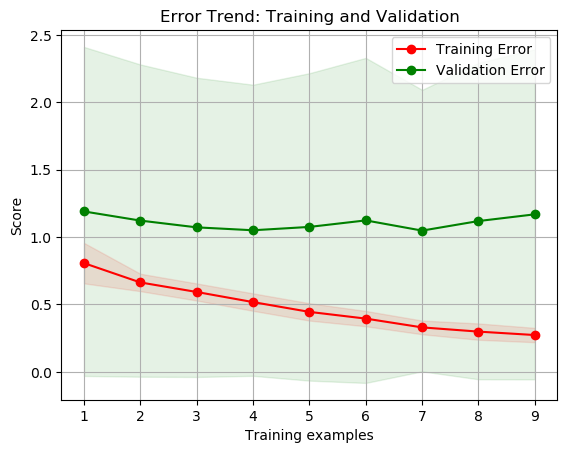 Error Trend: Training and Validation
2.5
2.0
1.5
1.0
0.5
0.0
Score
Training Error
Validation Error
1 2 3 4 5 6 7 8 9
Training examples